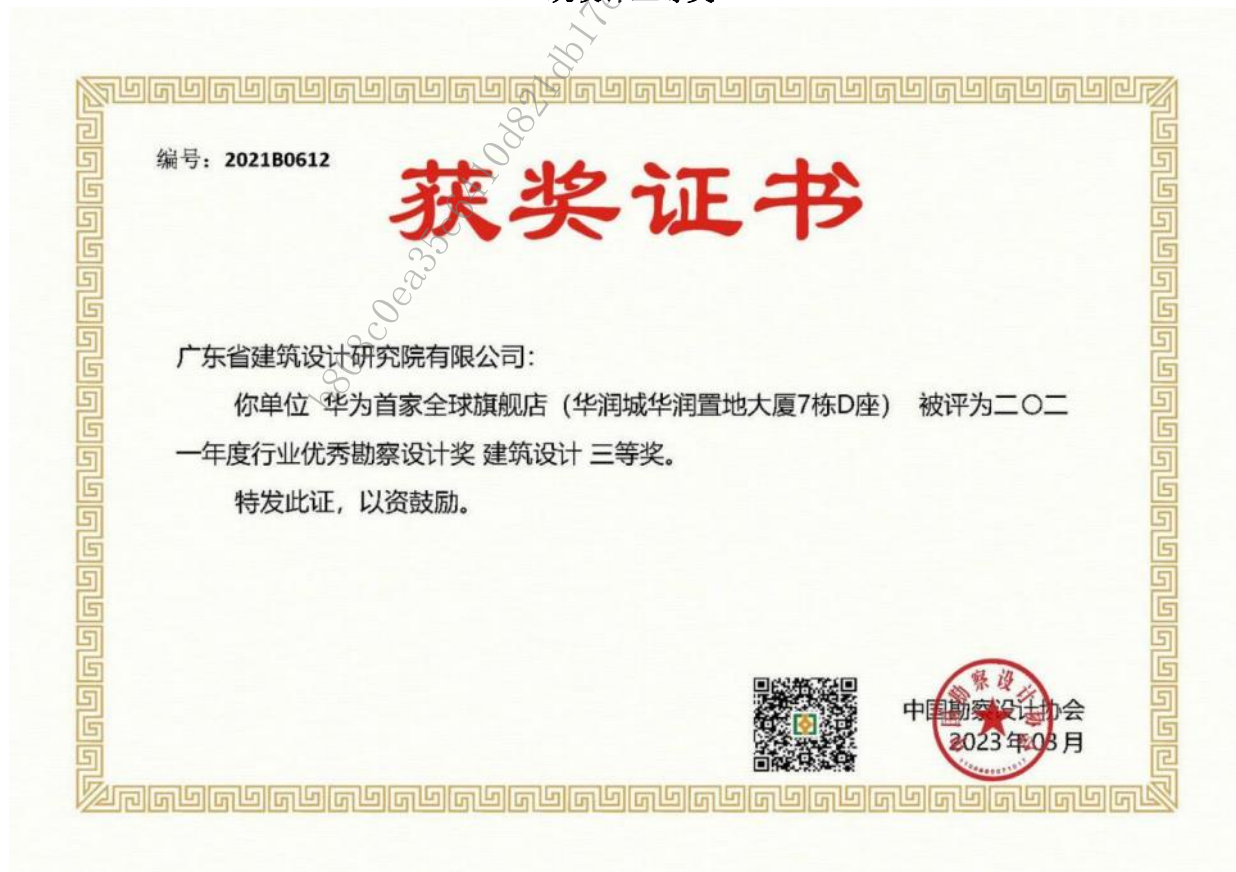 编号：2021B0612
获奖证书
广东省建筑设计研究院有限公司：
你单位 华为首家全球旗舰店（华润城华润置地大厦7栋D座） 被评为二〇二
一年度行业优秀勘察设计奖 建筑设计 三等奖。
特发此证，以资鼓励。
中国勘察设计协会
2023年03月